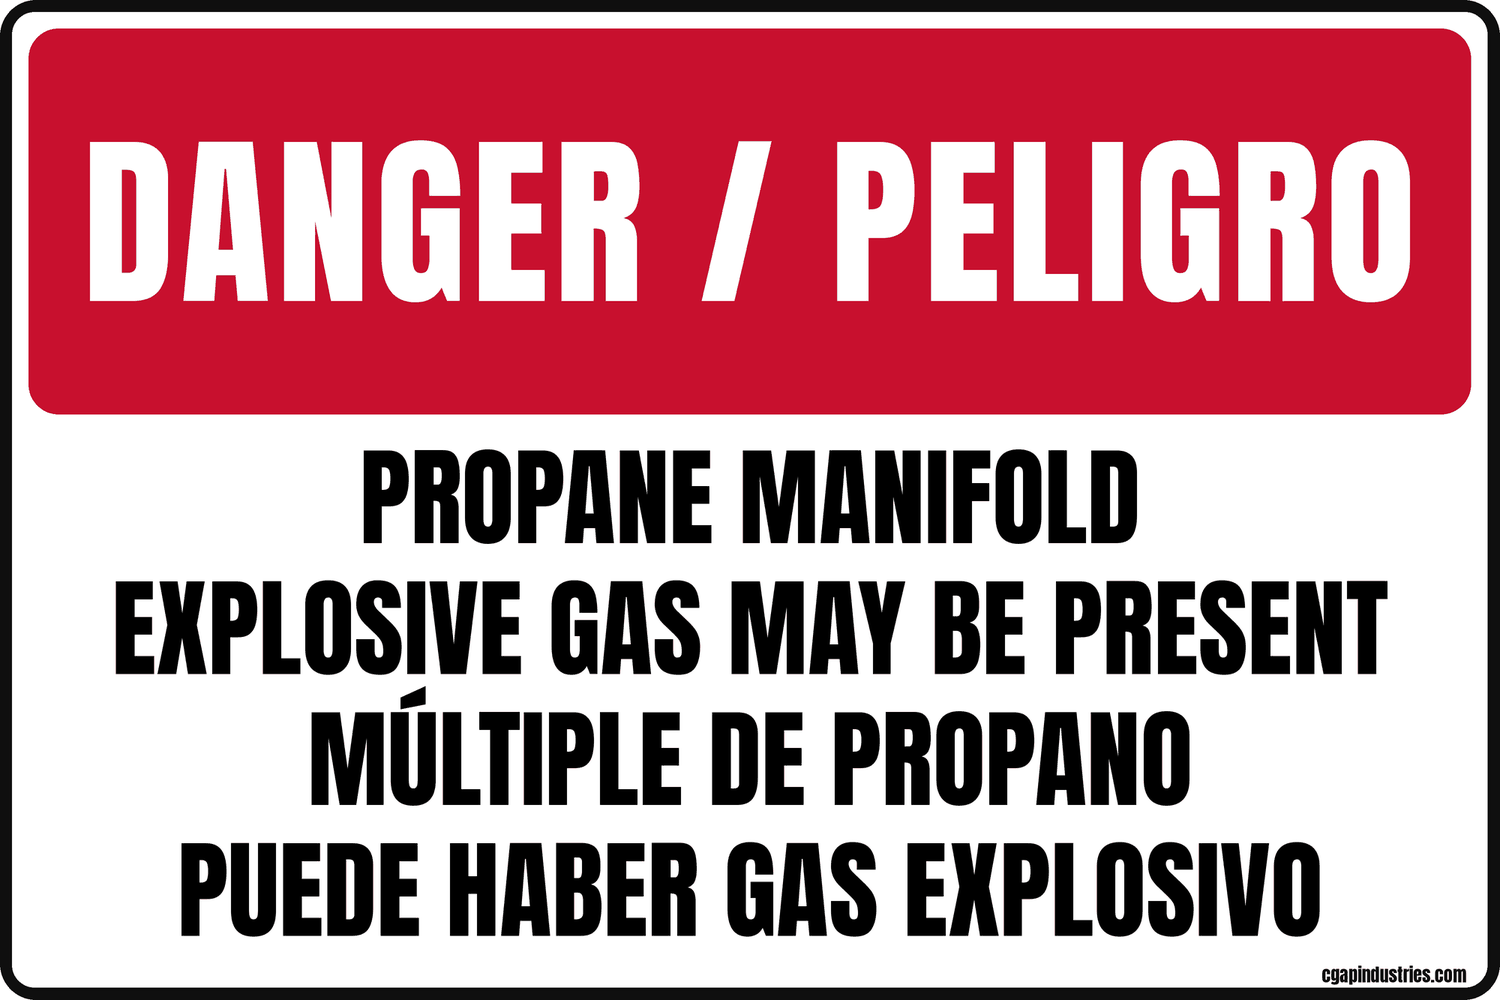 DANGER / PELIGRO
PROPANE MANIFOLD
EXPLOSIVE GAS MAY BE PRESENT
MÚLTIPLE DE PROPANO
PUEDE HABER GAS EXPLOSIVO
cgapindustries.com